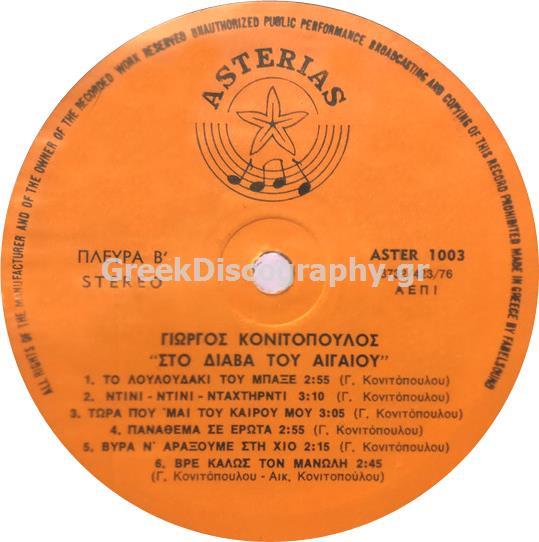 ALL RIGHTS OF THE MANUFACTURER AND OF THE OWNER OF THE RECORDED WORK RESERVED UNAUTHORIZED PUBLIC PERFORMANCE BROADCASTING AND COPYING OF THIS RECORD PROHIBITED MADE IN GREECE BY FABELSOUND
ASTERIAS
ΠΛΕΥΡΑ Β'
STEREO
ASTER 1003
/76
ΑΕΠΙ
GreekDiscography.gr
ΓΙΩΡΓΟΣ ΚΟΝΙΤΟΠΟΥΛΟΣ
"ΣΤΟ ΔΙΑΒΑ ΤΟΥ ΑΙΓΑΙΟΥ"
1. ΤΟ ΛΟΥΛΟΥΔΑΚΙ ΤΟΥ ΜΠΑΞΕ 2:55 (Γ. Κονιτόπουλου)
2. ΝΤΙΝΙ - ΝΤΙΝΙ - ΝΤΑΧΤΗΡΝΤΙ 3:10 (Γ. Κονιτόπουλου)
3. ΤΩΡΑ ΠΟΥ 'ΜΑΙ ΤΟΥ ΚΑΙΡΟΥ ΜΟΥ 3:05 (Γ. Κονιτόπουλου)
4. ΠΑΝΑΘΕΜΑ ΣΕ ΕΡΩΤΑ 2:55 (Γ. Κονιτόπουλου)
5. ΒΥΡΑ Ν' ΑΡΑΞΟΥΜΕ ΣΤΗ ΧΙΟ 2:15 (Γ. Κονιτόπουλου)
6. ΒΡΕ ΚΑΛΩΣ ΤΟΝ ΜΑΝΩΛΗ 2:45
(Γ. Κονιτόπουλου - Αικ. Κονιτοπούλου)